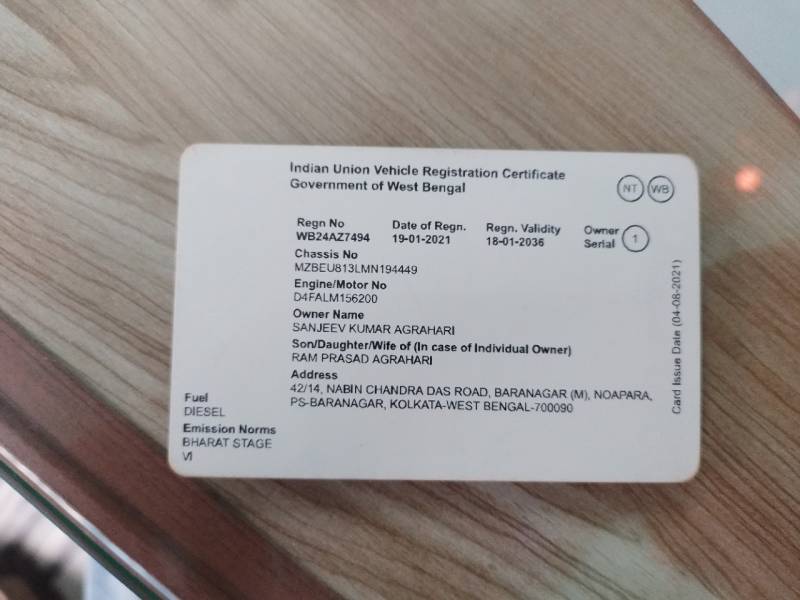 Indian Union Vehicle Registration Certificate
Government of West Bengal
NT WB
Regn No Date of Regn. Regn. Validity Owner Serial 1
WB24AZ7494 19-01-2021 18-01-2036
Chassis No
MZBEU813LMN194449
Engine/Motor No
D4FALM156200
Owner Name
SANJEEV KUMAR AGRAHARI
Son/Daughter/Wife of (In case of Individual Owner)
RAM PRASAD AGRAHARI
Address
42/14, NABIN CHANDRA DAS ROAD, BARANAGAR (M), NOAPARA,
PS-BARANAGAR, KOLKATA-WEST BENGAL-700090
Fuel
DIESEL
Emission Norms
BHARAT STAGE
VI
Card Issue Date (04-08-2021)